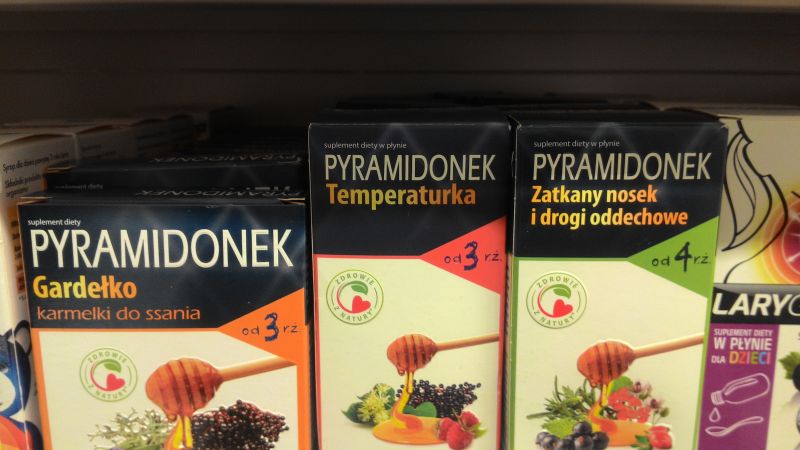 suplement diety
PYRAMIDONEK
Gardełko
karmelki do ssania
od 3 r.ż.
ZDROWIE
Z NATURY
suplement diety w płynie
PYRAMIDONEK
Temperaturka
od 3 r.ż.
ZDROWIE
Z NATURY
suplement diety w płynie
PYRAMIDONEK
Zatkany nosek
i drogi oddechowe
od 4 r.ż.
ZDROWIE
Z NATURY
LARY
SUPLEMENT DIETY
W PŁYNIE
DLA DZIECI